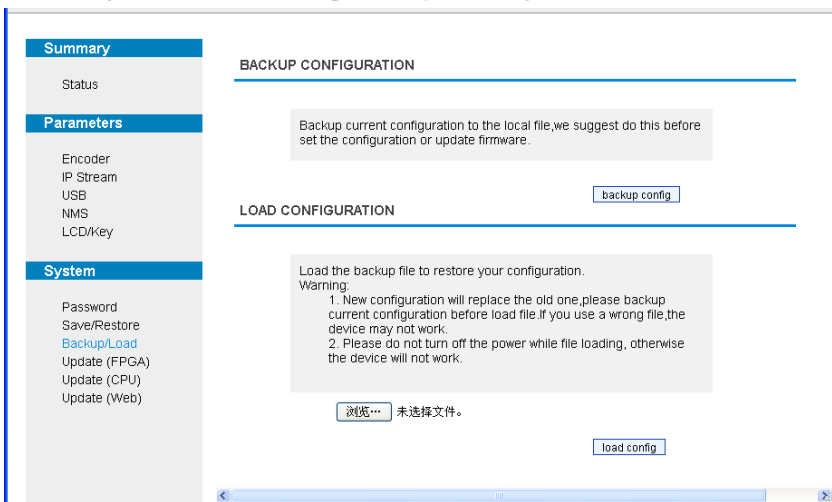 Summary
Status
Parameters
Encoder
IP Stream
USB
NMS
LCD/Key
System
Password
Save/Restore
Backup/Load
Update (FPGA)
Update (CPU)
Update (Web)
BACKUP CONFIGURATION
Backup current configuration to the local file,we suggest do this before
set the configuration or update firmware.
backup config
LOAD CONFIGURATION
Load the backup file to restore your configuration.
Warning:
1. New configuration will replace the old one,please backup
current configuration before load file.If you use a wrong file,the
device may not work.
2. Please do not turn off the power while file loading, otherwise
the device will not work.
浏览… 未选择文件。
load config